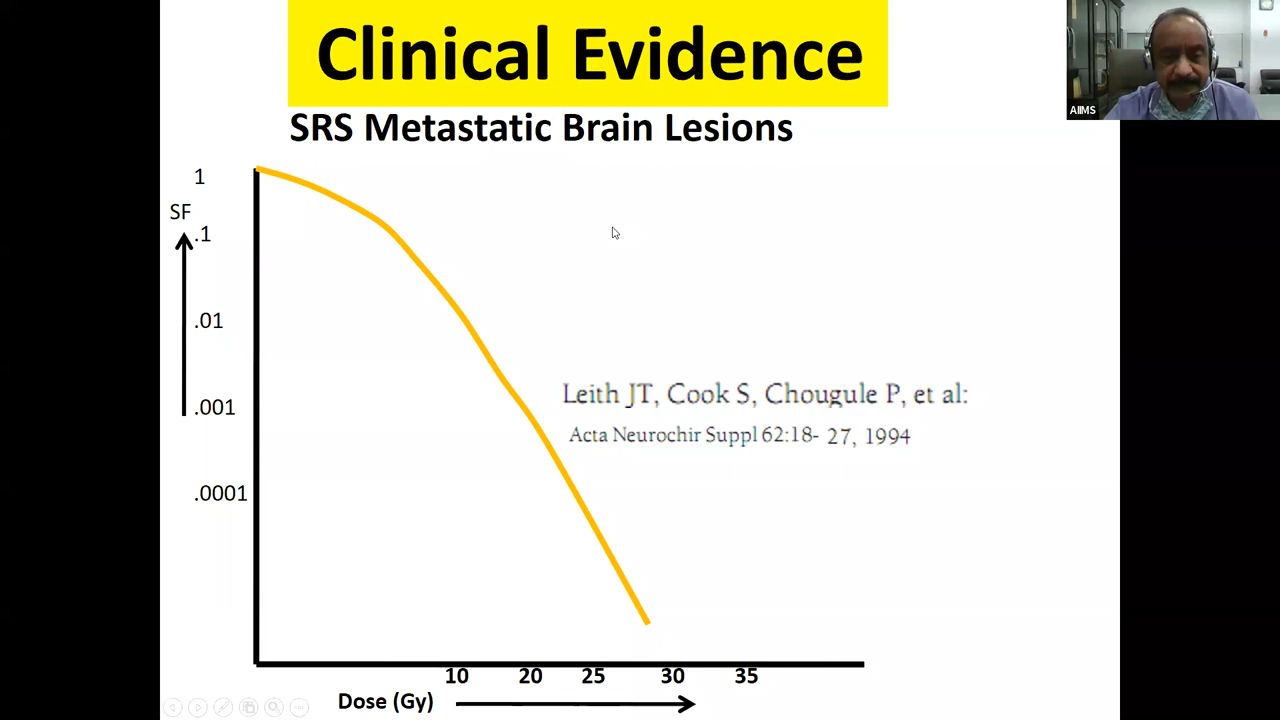 Clinical Evidence
AIIMS
SRS Metastatic Brain Lesions
1
SF
.1
.01
.001
.0001
Leith JT, Cook S, Chougule P, et al:
Acta Neurochir Suppl 62:18- 27, 1994
10 20 25 30 35
Dose (Gy)